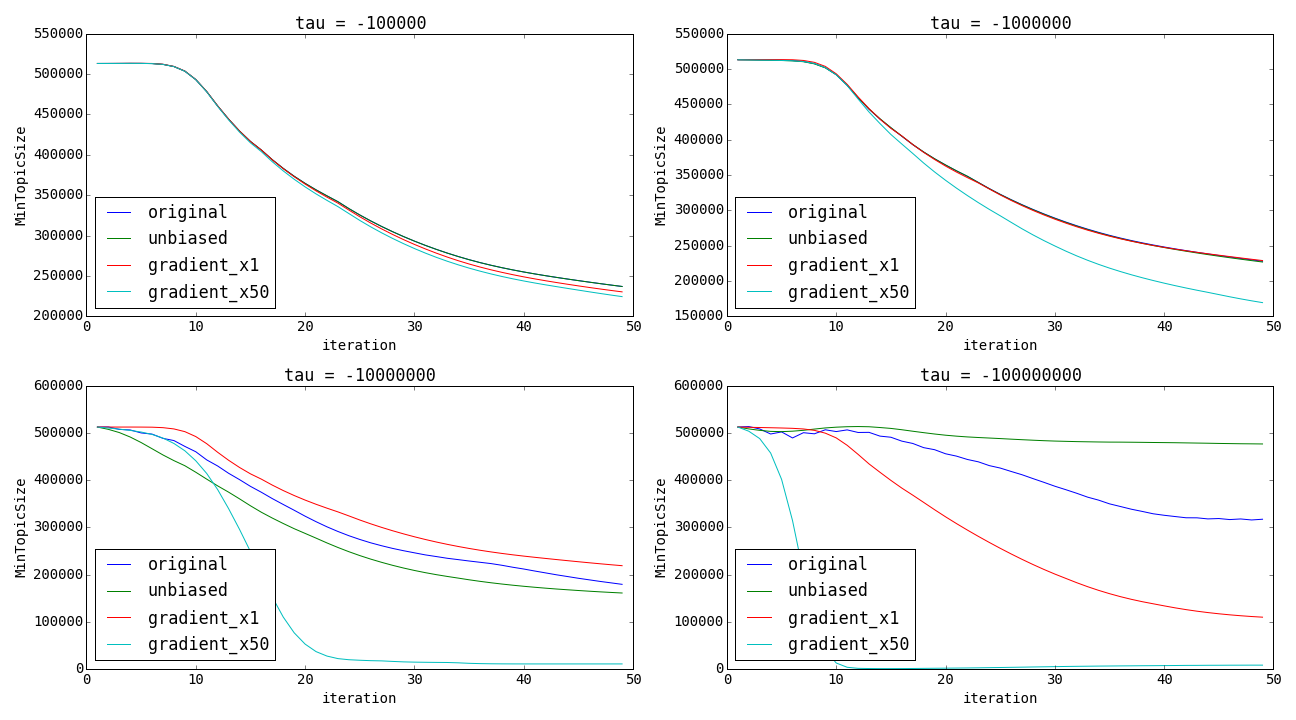 tau = -100000
550000
500000
450000
400000
350000
300000
250000
200000
MinTopicSize
original
unbiased
gradient_x1
gradient_x50
0 10 20 30 40 50
iteration
tau = -1000000
550000
500000
450000
400000
350000
300000
250000
200000
150000
MinTopicSize
original
unbiased
gradient_x1
gradient_x50
0 10 20 30 40 50
iteration
tau = -10000000
600000
500000
400000
300000
200000
100000
0
MinTopicSize
original
unbiased
gradient_x1
gradient_x50
0 10 20 30 40 50
iteration
tau = -100000000
600000
500000
400000
300000
200000
100000
0
MinTopicSize
original
unbiased
gradient_x1
gradient_x50
0 10 20 30 40 50
iteration